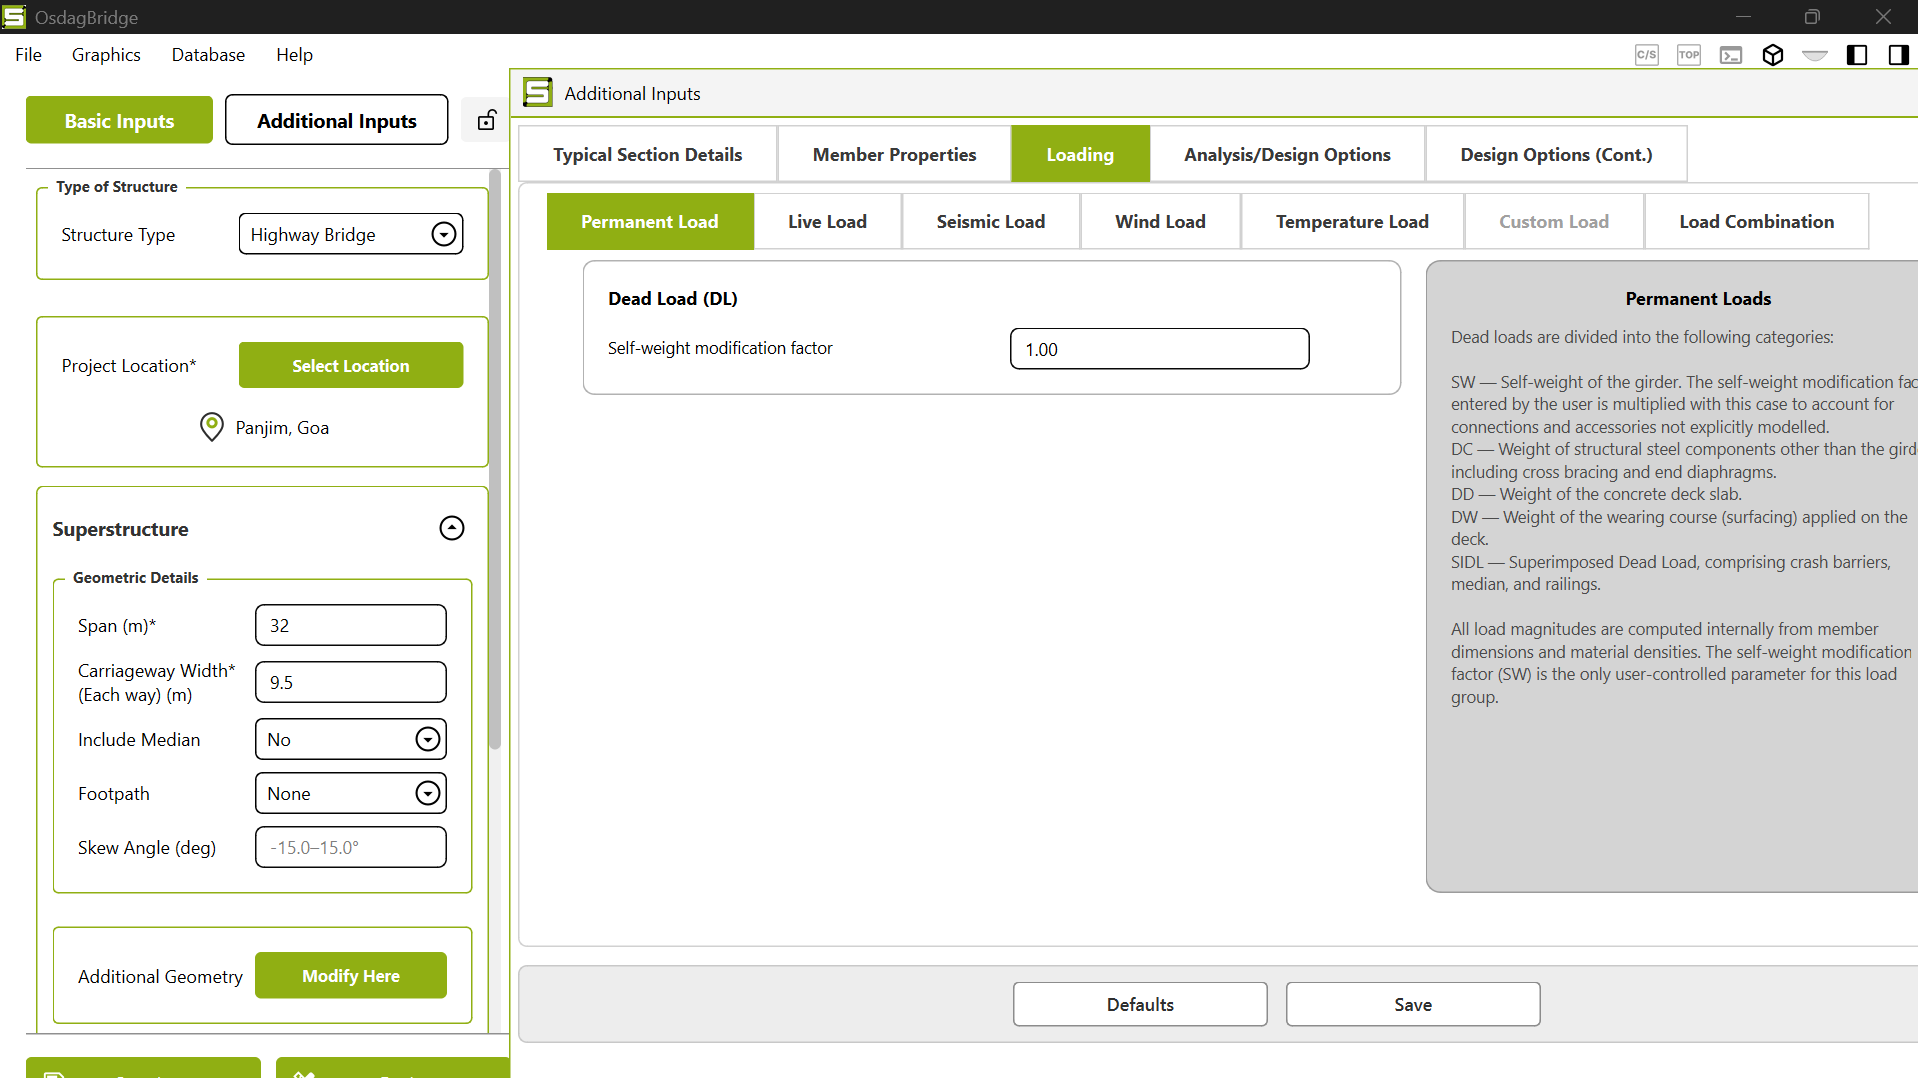 OsdagBridge
File Graphics Database Help
C/S TOP
Basic Inputs Additional Inputs
Type of Structure
Structure Type Highway Bridge
Project Location* Select Location
Panjim, Goa
Superstructure
Geometric Details
Span (m)* 32
Carriageway Width*
(Each way) (m) 9.5
Include Median No
Footpath None
Skew Angle (deg) -15.0–15.0°
Additional Geometry Modify Here
Additional Inputs
Typical Section Details Member Properties Loading Analysis/Design Options Design Options (Cont.)
Permanent Load Live Load Seismic Load Wind Load Temperature Load Custom Load Load Combination
Dead Load (DL)
Self-weight modification factor 1.00
Permanent Loads
Dead loads are divided into the following categories:
SW — Self-weight of the girder. The self-weight modification fac
entered by the user is multiplied with this case to account for
connections and accessories not explicitly modelled.
DC — Weight of structural steel components other than the gird
including cross bracing and end diaphragms.
DD — Weight of the concrete deck slab.
DW — Weight of the wearing course (surfacing) applied on the
deck.
SIDL — Superimposed Dead Load, comprising crash barriers,
median, and railings.
All load magnitudes are computed internally from member
dimensions and material densities. The self-weight modification
factor (SW) is the only user-controlled parameter for this load
group.
Defaults Save